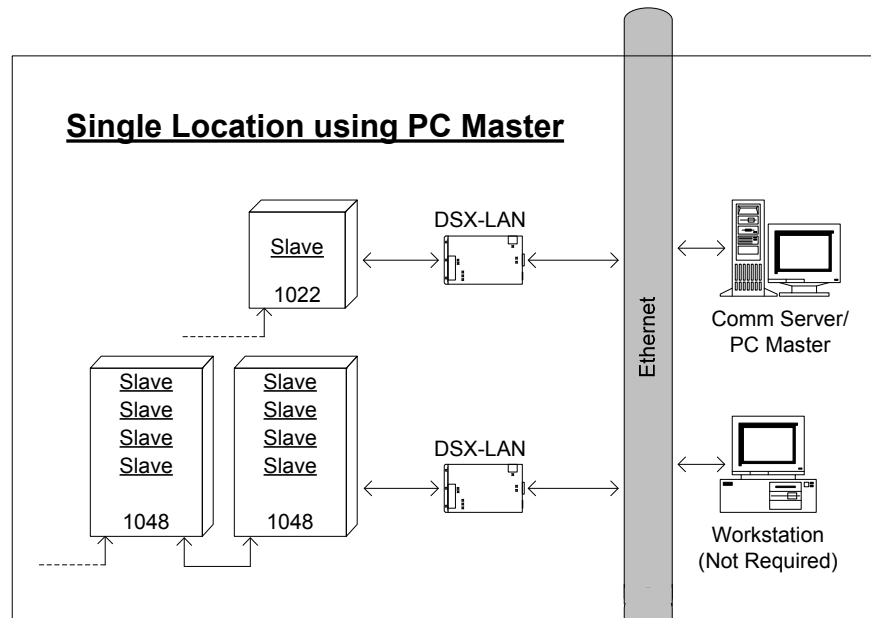 Single Location using PC Master
DSX-LAN
Slave
1022
Comm Server/
PC Master
Ethernet
Slave
Slave
Slave
Slave
1048
Slave
Slave
Slave
Slave
1048
DSX-LAN
Workstation
(Not Required)